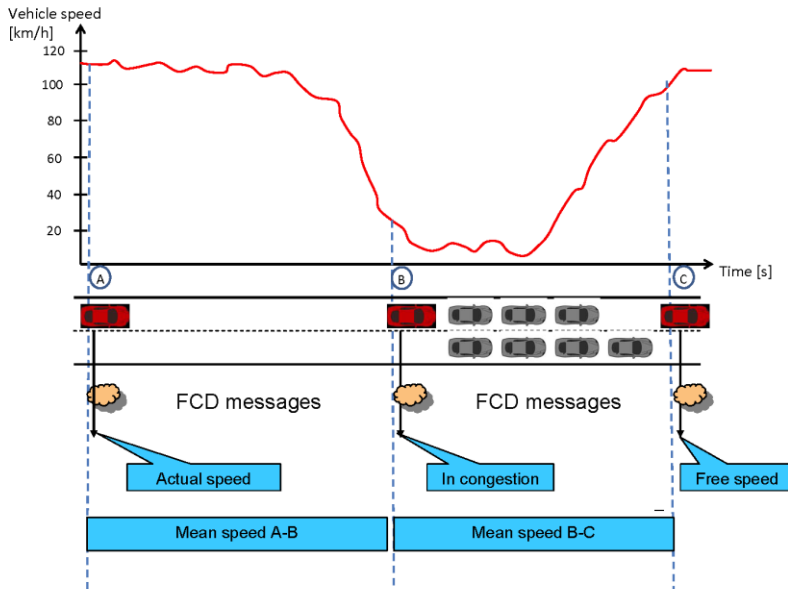 Vehicle speed
[km/h]
120
100
80
60
40
20
Time [s]
A
B
C
FCD messages
FCD messages
Actual speed
In congestion
Free speed
Mean speed A-B
Mean speed B-C